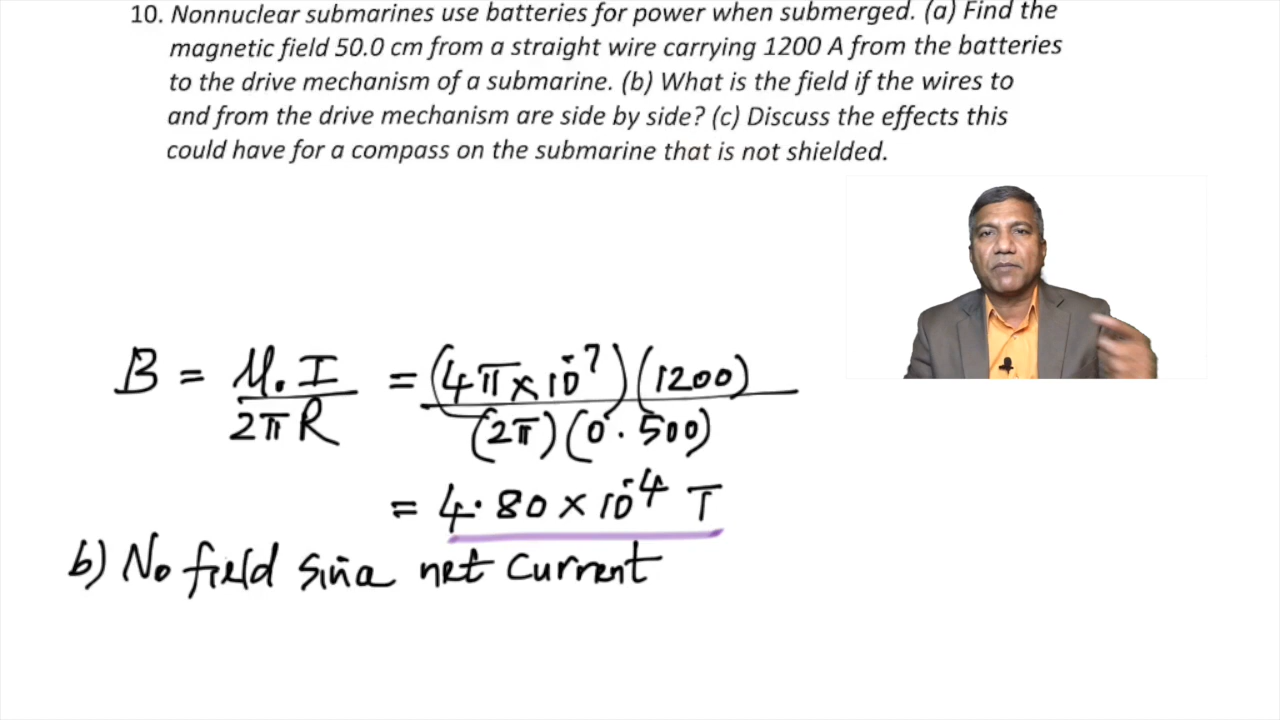 10. Nonnuclear submarines use batteries for power when submerged. (a) Find the
magnetic field 50.0 cm from a straight wire carrying 1200 A from the batteries
to the drive mechanism of a submarine. (b) What is the field if the wires to
and from the drive mechanism are side by side? (c) Discuss the effects this
could have for a compass on the submarine that is not shielded.
B = μ₀ I / 2π R = (4π × 10⁻⁷) (1200) / (2π) (0.500)
= 4.80 × 10⁻⁴ T
b) No field since net current